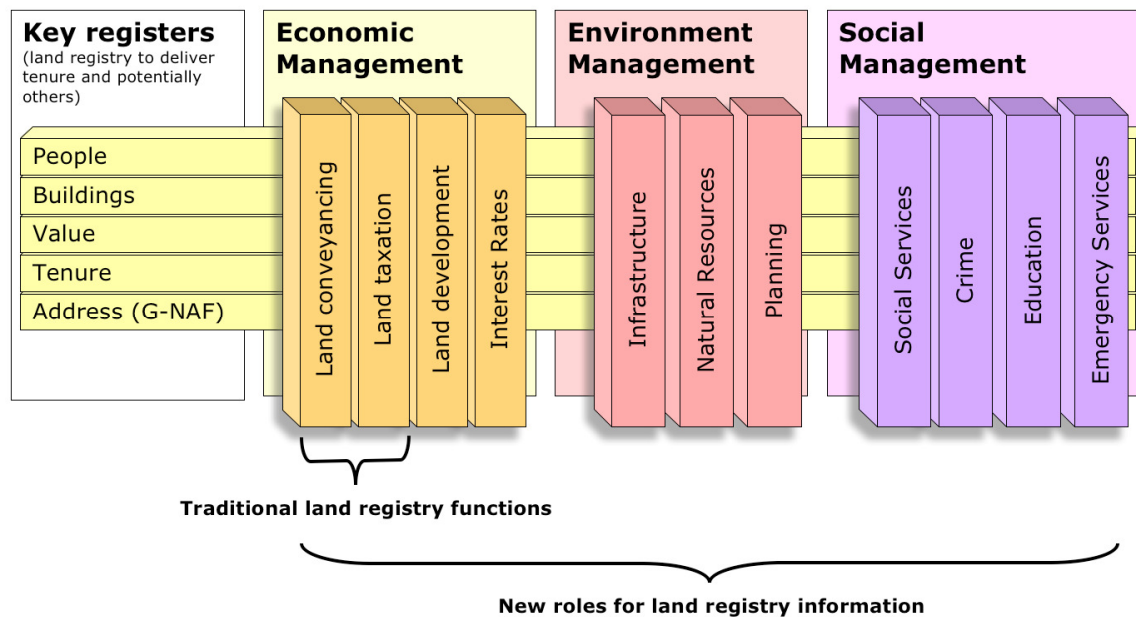 Key registers
(land registry to deliver
tenure and potentially
others)
People
Buildings
Value
Tenure
Address (G-NAF)
Economic
Management
Land conveyancing
Land taxation
Land development
Interest Rates
Environment
Management
Infrastructure
Natural Resources
Planning
Social
Management
Social Services
Crime
Education
Emergency Services
Traditional land registry functions
New roles for land registry information